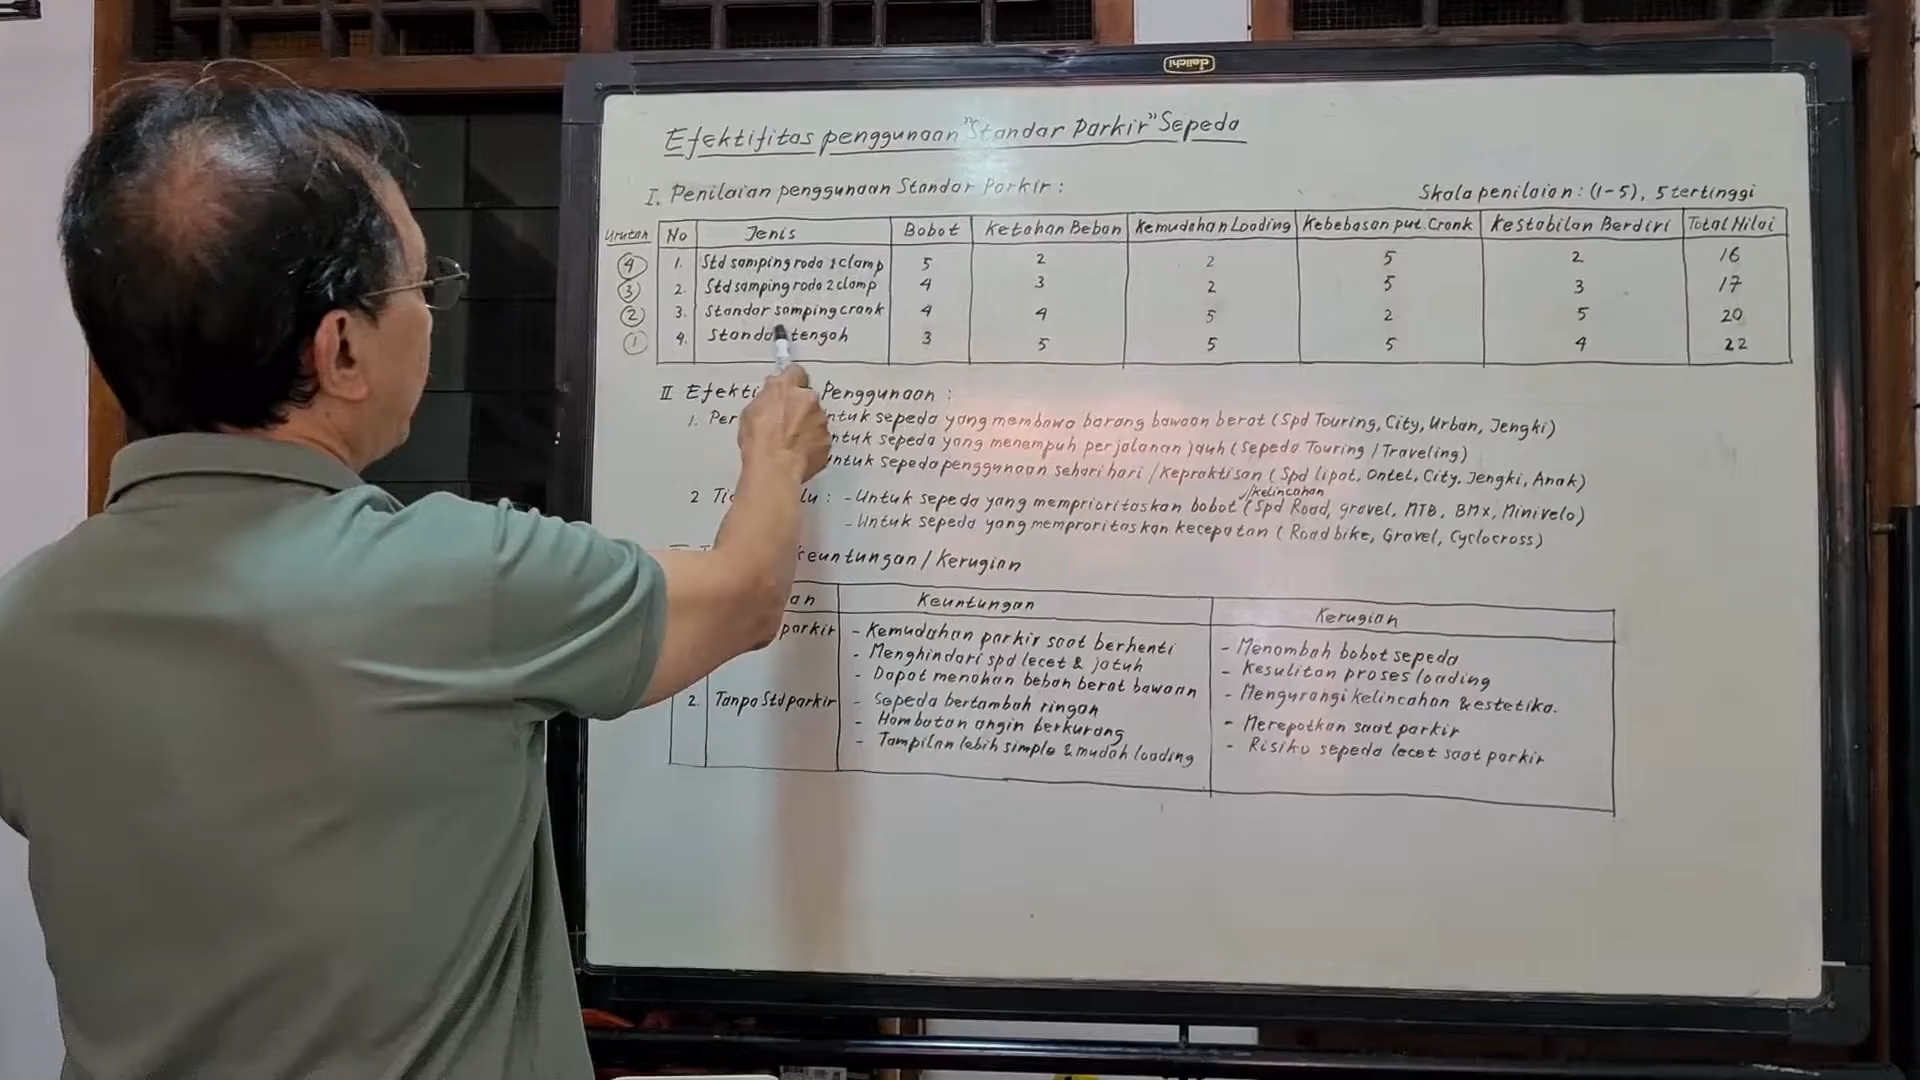 daiichi
Efektifitas penggunaan "Standar Parkir" Sepeda
I. Penilaian penggunaan Standar Parkir : Skala penilaian : (1-5), 5 tertinggi
Urutan No Jenis Bobot Ketahan Beban Kemudahan Loading Kebebasan put. Crank Kestabilan Berdiri Total Nilai
4 1. Std samping roda 1 clamp 5 2 2 5 2 16
3 2. Std samping roda 2 clamp 4 3 2 5 3 17
2 3. Standar samping crank 4 4 5 2 5 20
1 4. Standar tengah 3 5 5 5 4 22
II Efekti Penggunaan :
1. Per untuk sepeda yang membawa barang bawaan berat (Spd Touring, City, Urban, Jengki)
untuk sepeda yang menempuh perjalanan jauh (Sepeda Touring / Traveling)
untuk sepeda penggunaan sehari hari / kepraktisan (Spd lipat, Ontel, City, Jengki, Anak)
2 Ti lu : - Untuk sepeda yang memprioritaskan bobot /kelincahan (Spd Road, gravel, MTB, BMX, Minivelo)
- Untuk sepeda yang memproritaskan kecepatan (Road bike, Gravel, Cyclocross)
keuntungan / Kerugian
an Keuntungan Kerugian
parkir - Kemudahan parkir saat berhenti - Menambah bobot sepeda
- Menghindari spd lecet & jatuh - Kesulitan proses loading
- Dapat menahan beban berat bawaan - Mengurangi kelincahan & estetika.
2. Tanpa Std parkir - Sepeda bertambah ringan - Merepotkan saat parkir
- Hambatan angin berkurang - Risiko sepeda lecet saat parkir
- Tampilan lebih simple & mudah loading